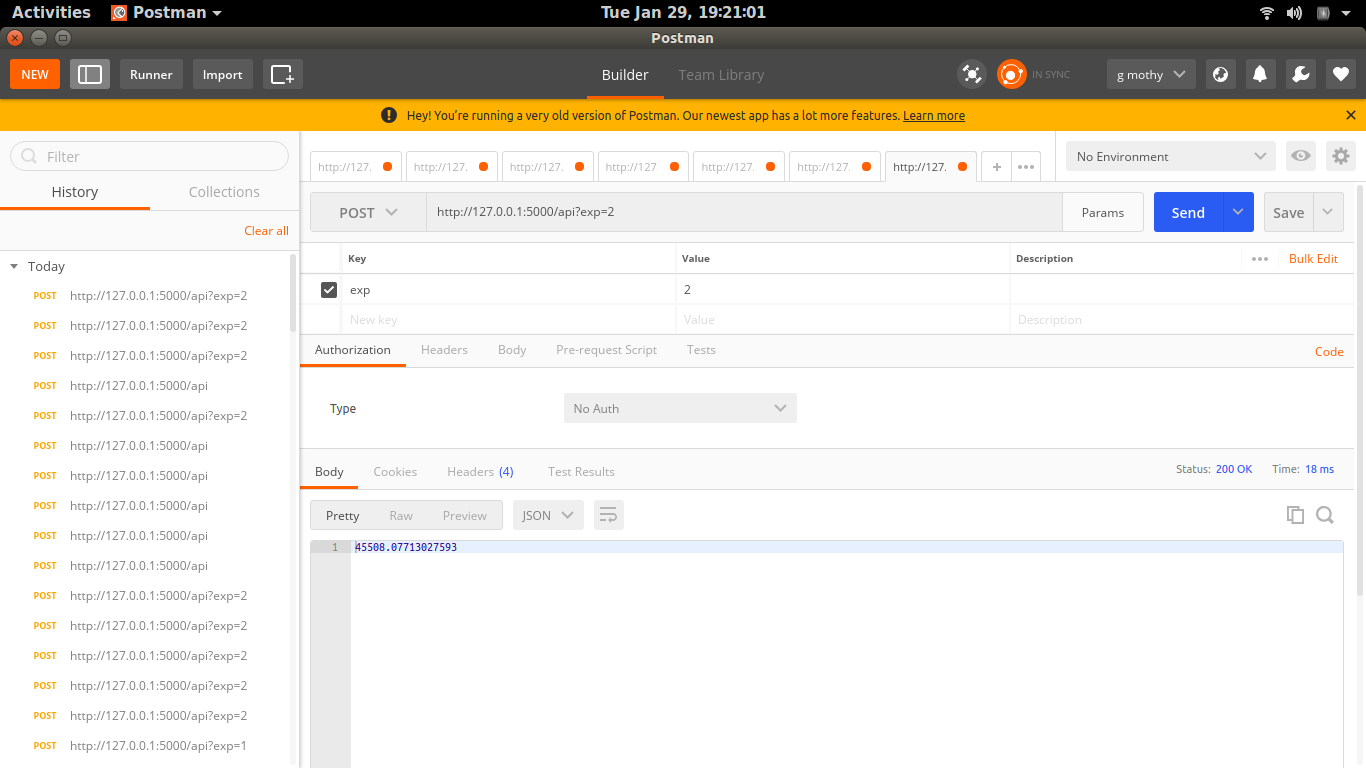 Activities Postman Tue Jan 29, 19:21:01
Postman
NEW Runner Import Builder Team Library IN SYNC g mothy
! Hey! You're running a very old version of Postman. Our newest app has a lot more features. Learn more
Filter
History Collections
Clear all
Today
POST http://127.0.0.1:5000/api?exp=2
POST http://127.0.0.1:5000/api?exp=2
POST http://127.0.0.1:5000/api?exp=2
POST http://127.0.0.1:5000/api
POST http://127.0.0.1:5000/api?exp=2
POST http://127.0.0.1:5000/api
POST http://127.0.0.1:5000/api
POST http://127.0.0.1:5000/api
POST http://127.0.0.1:5000/api
POST http://127.0.0.1:5000/api
POST http://127.0.0.1:5000/api?exp=2
POST http://127.0.0.1:5000/api?exp=2
POST http://127.0.0.1:5000/api?exp=2
POST http://127.0.0.1:5000/api?exp=2
POST http://127.0.0.1:5000/api?exp=2
POST http://127.0.0.1:5000/api?exp=1
http://127. http://127. http://127. http://127 http://127. http://127. http://127. + ••• No Environment
POST http://127.0.0.1:5000/api?exp=2 Params Send Save
Key Value Description ••• Bulk Edit
exp 2
New key Value Description
Authorization Headers Body Pre-request Script Tests Code
Type No Auth
Body Cookies Headers (4) Test Results Status: 200 OK Time: 18 ms
Pretty Raw Preview JSON
1 45508.07713027593